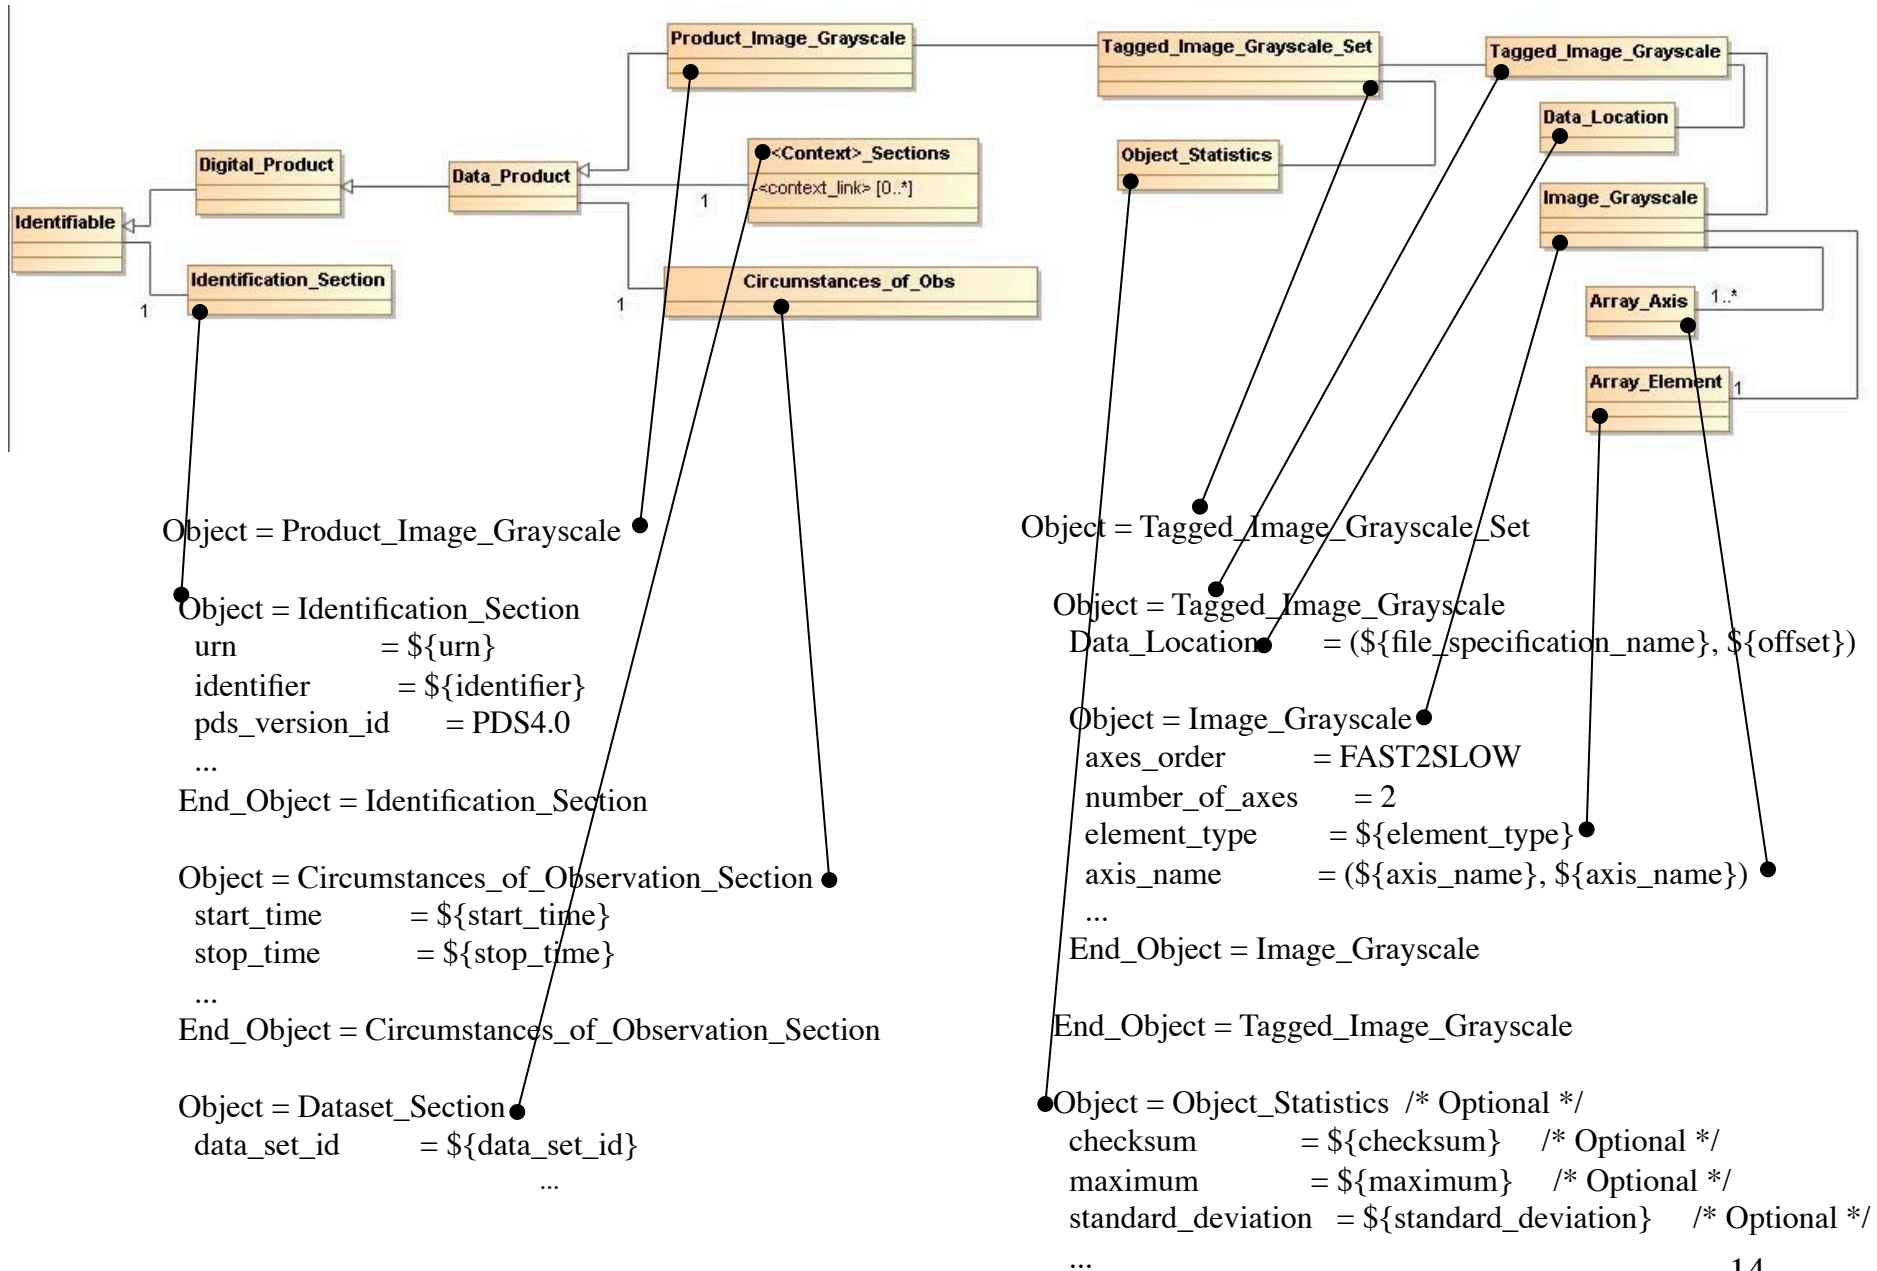 Product_Image_Grayscale
Tagged_Image_Grayscale_Set
Tagged_Image_Grayscale
Data_Location
<Context>_Sections
<context_link> [0..*]
Object_Statistics
Digital_Product
Data_Product
1
Image_Grayscale
Identifiable
Identification_Section
1
Circumstances_of_Obs
1
Array_Axis
1..*
Array_Element
1
Object = Product_Image_Grayscale
Object = Identification_Section
urn = ${urn}
identifier = ${identifier}
pds_version_id = PDS4.0
...
End_Object = Identification_Section
Object = Circumstances_of_Observation_Section
start_time = ${start_time}
stop_time = ${stop_time}
...
End_Object = Circumstances_of_Observation_Section
Object = Dataset_Section
data_set_id = ${data_set_id}
...
Object = Tagged_Image_Grayscale_Set
Object = Tagged_Image_Grayscale
Data_Location = (${file_specification_name}, ${offset})
Object = Image_Grayscale
axes_order = FAST2SLOW
number_of_axes = 2
element_type = ${element_type}
axis_name = (${axis_name}, ${axis_name})
...
End_Object = Image_Grayscale
End_Object = Tagged_Image_Grayscale
Object = Object_Statistics /* Optional */
checksum = ${checksum} /* Optional */
maximum = ${maximum} /* Optional */
standard_deviation = ${standard_deviation} /* Optional */
...
14